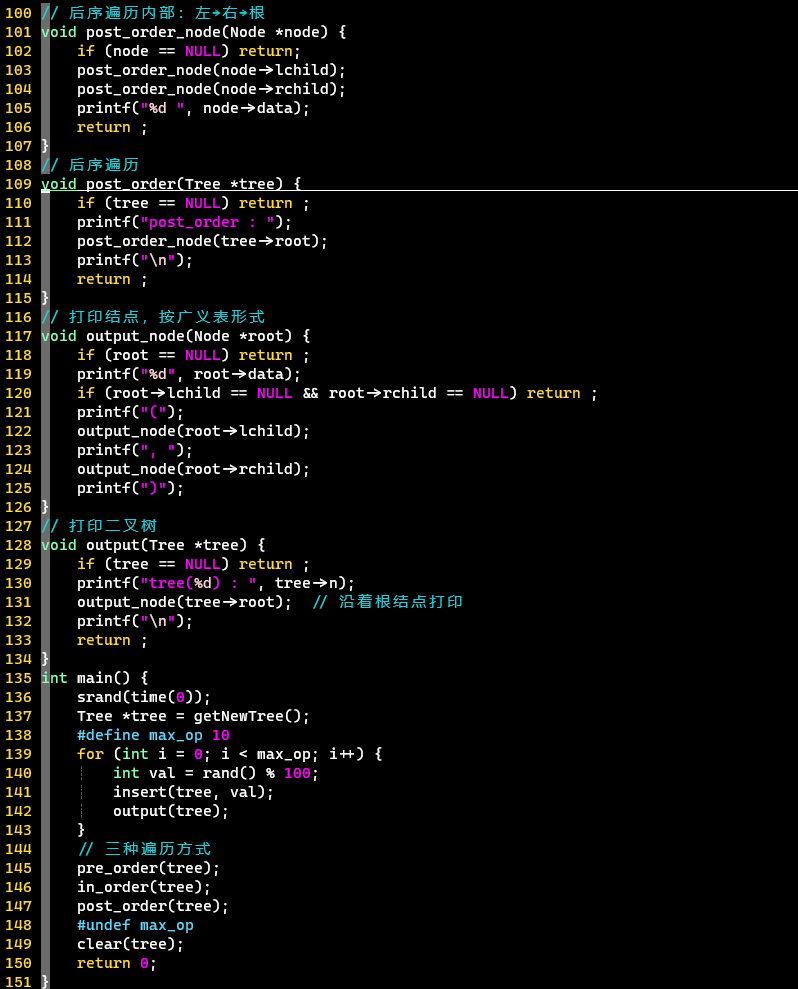 100 // 后序遍历内部：左->右->根
101 void post_order_node(Node *node) {
102     if (node == NULL) return;
103     post_order_node(node->lchild);
104     post_order_node(node->rchild);
105     printf("%d ", node->data);
106     return ;
107 }
108 // 后序遍历
109 void post_order(Tree *tree) {
110     if (tree == NULL) return ;
111     printf("post_order : ");
112     post_order_node(tree->root);
113     printf("\n");
114     return ;
115 }
116 // 打印结点，按广义表形式
117 void output_node(Node *root) {
118     if (root == NULL) return ;
119     printf("%d", root->data);
120     if (root->lchild == NULL && root->rchild == NULL) return ;
121     printf("(");
122     output_node(root->lchild);
123     printf(", ");
124     output_node(root->rchild);
125     printf(")");
126 }
127 // 打印二叉树
128 void output(Tree *tree) {
129     if (tree == NULL) return ;
130     printf("tree(%d) : ", tree->n);
131     output_node(tree->root);  // 沿着根结点打印
132     printf("\n");
133     return ;
134 }
135 int main() {
136     srand(time(0));
137     Tree *tree = getNewTree();
138     #define max_op 10
139     for (int i = 0; i < max_op; i++) {
140         int val = rand() % 100;
141         insert(tree, val);
142         output(tree);
143     }
144     // 三种遍历方式
145     pre_order(tree);
146     in_order(tree);
147     post_order(tree);
148     #undef max_op
149     clear(tree);
150     return 0;
151 }